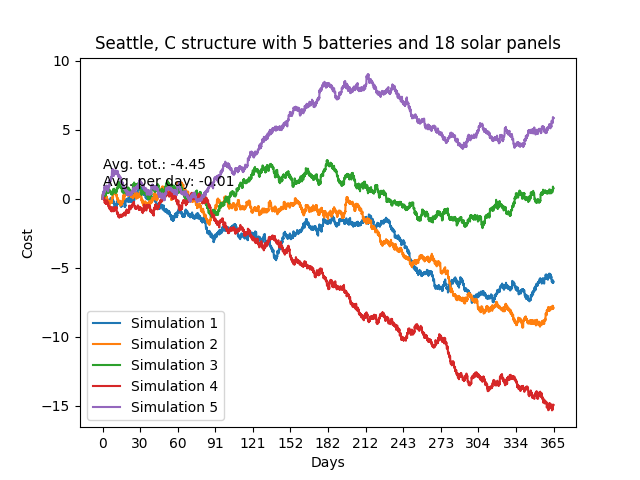 Seattle, C structure with 5 batteries and 18 solar panels
10
5
0
−5
−10
−15
Cost
Avg. tot.: -4.45
Avg. per day: -0.01
Simulation 1
Simulation 2
Simulation 3
Simulation 4
Simulation 5
0 30 60 91 121 152 182 212 243 273 304 334 365
Days